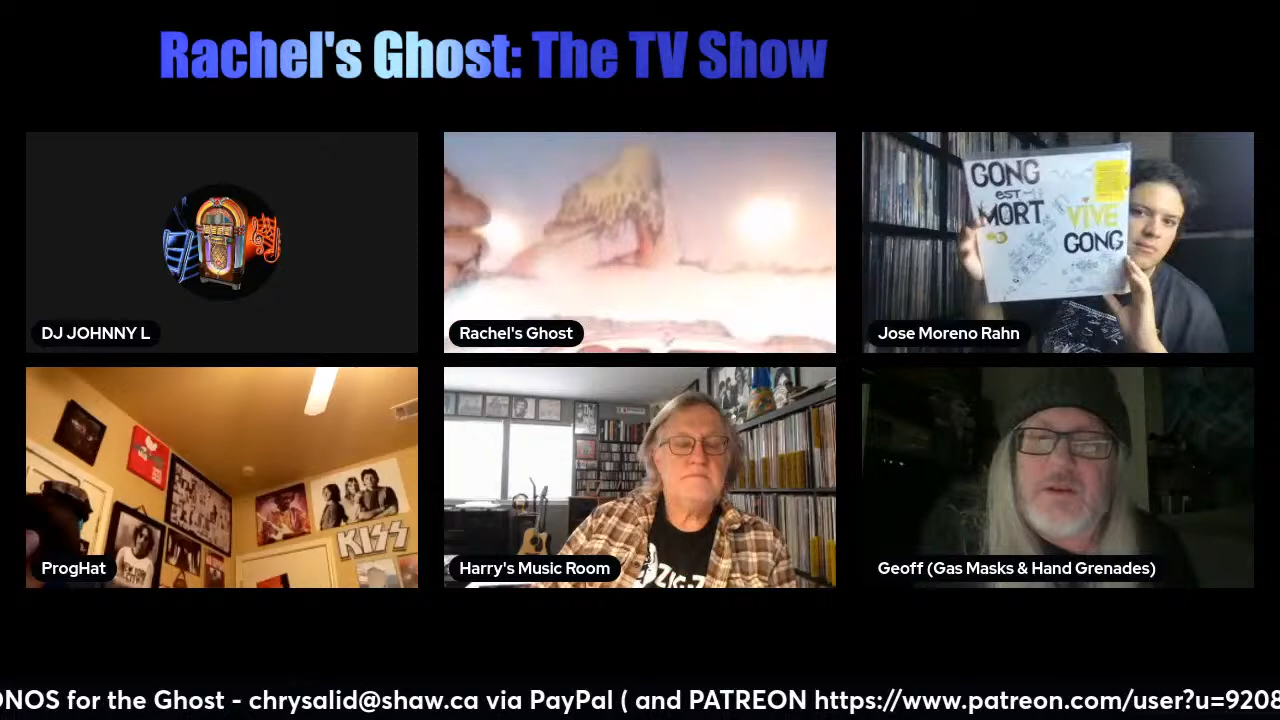 Rachel's Ghost: The TV Show
DJ JOHNNY L
Rachel's Ghost
GONG
EST
MORT
VIVE
GONG
Jose Moreno Rahn
ProgHat
KISS
Harry's Music Room
ZIG-Z
Geoff (Gas Masks & Hand Grenades)
ONOS for the Ghost - chrysalid@shaw.ca via PayPal ( and PATREON https://www.patreon.com/user?u=9208